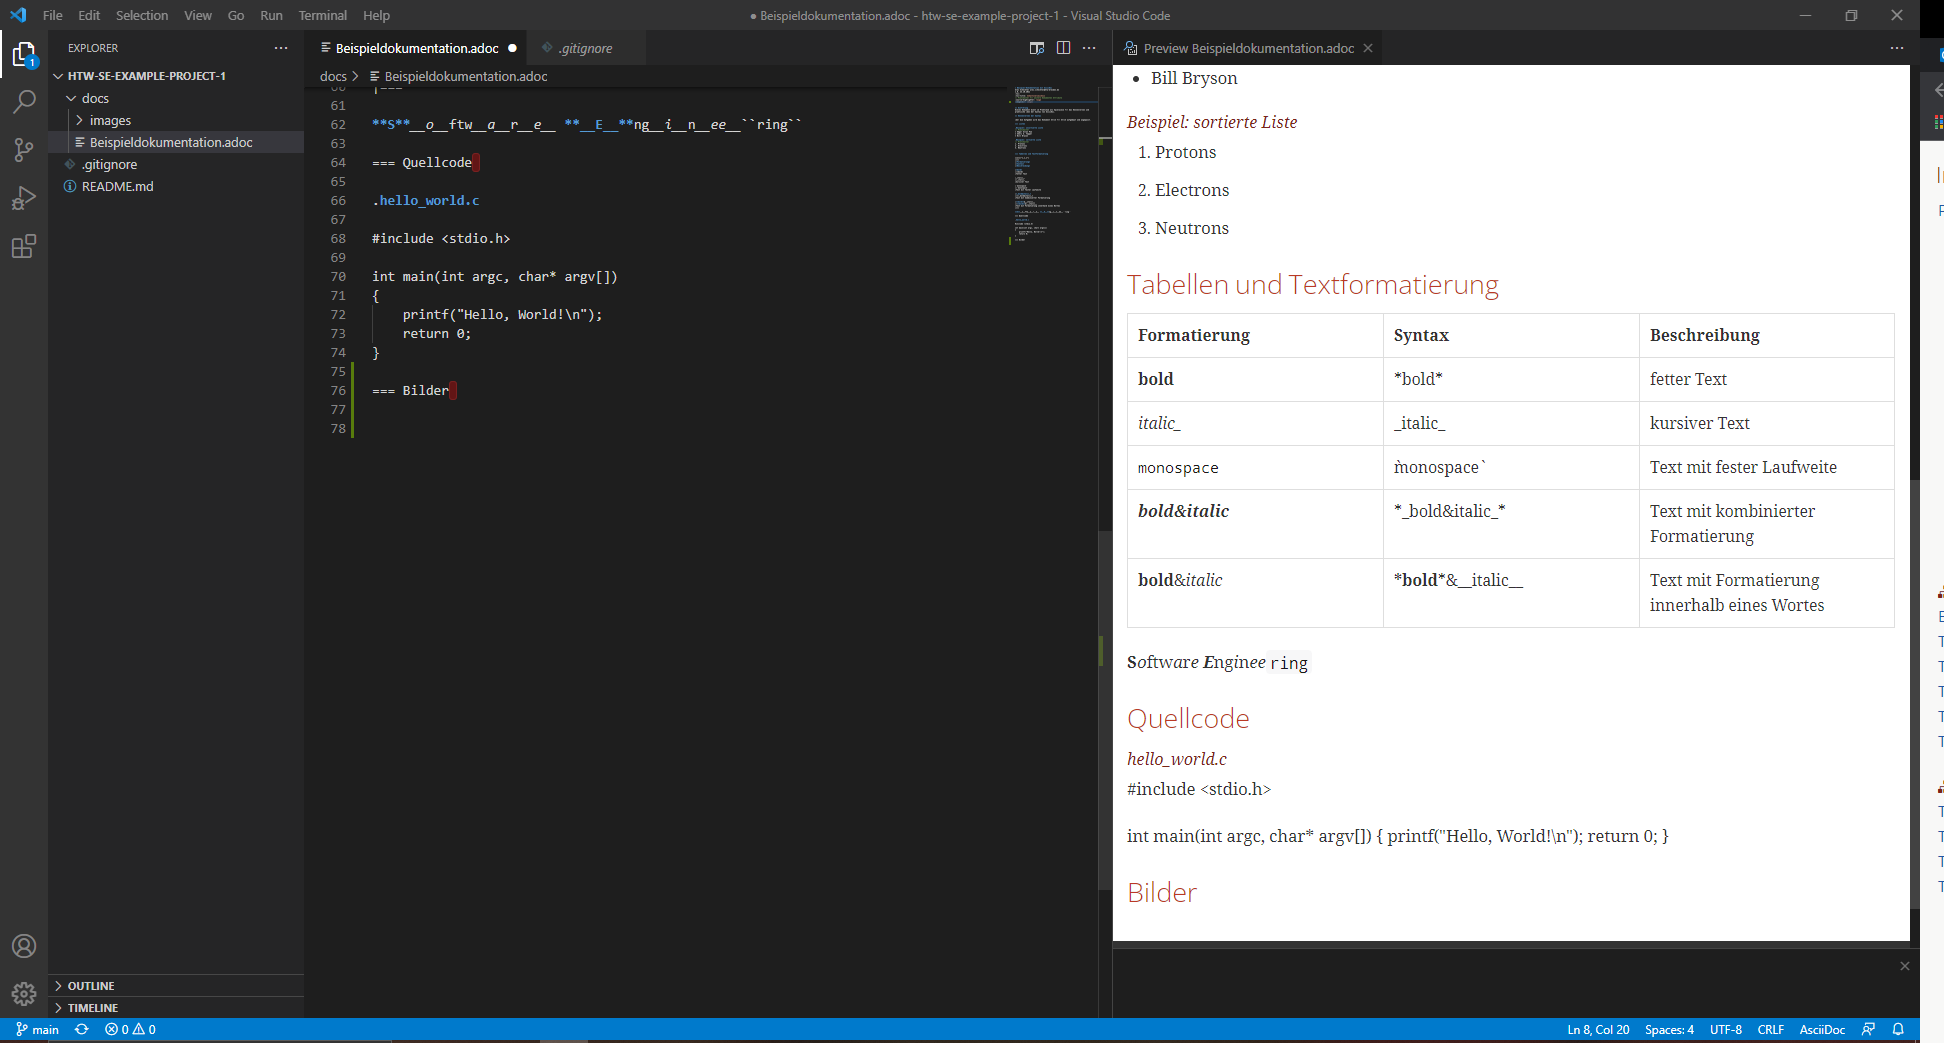 File Edit Selection View Go Run Terminal Help
● Beispieldokumentation.adoc - htw-se-example-project-1 - Visual Studio Code
EXPLORER
HTW-SE-EXAMPLE-PROJECT-1
docs
images
Beispieldokumentation.adoc
.gitignore
README.md
1
OUTLINE
TIMELINE
Beispieldokumentation.adoc ●
.gitignore
docs > Beispieldokumentation.adoc
60 |===
61
62 **S**__o__ftw__a__r__e__ **__E__**ng__i__n__ee__``ring``
63
64 === Quellcode
65
66 .hello_world.c
67
68 #include <stdio.h>
69
70 int main(int argc, char* argv[])
71 {
72 printf("Hello, World!\n");
73 return 0;
74 }
75
76 === Bilder
77
78
Preview Beispieldokumentation.adoc
• Bill Bryson
Beispiel: sortierte Liste
1. Protons
2. Electrons
3. Neutrons
Tabellen und Textformatierung
Formatierung Syntax Beschreibung
bold *bold* fetter Text
italic_ _italic_ kursiver Text
monospace `monospace` Text mit fester Laufweite
bold&italic *_bold&italic_* Text mit kombinierter
Formatierung
bold&italic *bold*&__italic__ Text mit Formatierung
innerhalb eines Wortes
Software Engineering
Quellcode
hello_world.c
#include <stdio.h>
int main(int argc, char* argv[]) { printf("Hello, World!\n"); return 0; }
Bilder
main 0 0
Ln 8, Col 20 Spaces: 4 UTF-8 CRLF AsciiDoc